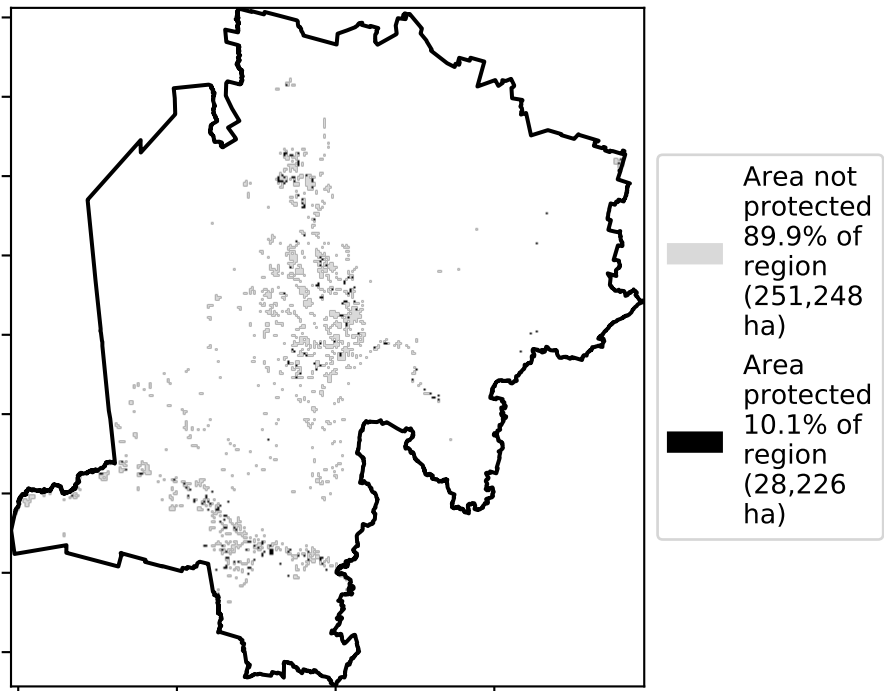 Area not
protected
89.9% of
region
(251,248
ha)
Area
protected
10.1% of
region
(28,226
ha)